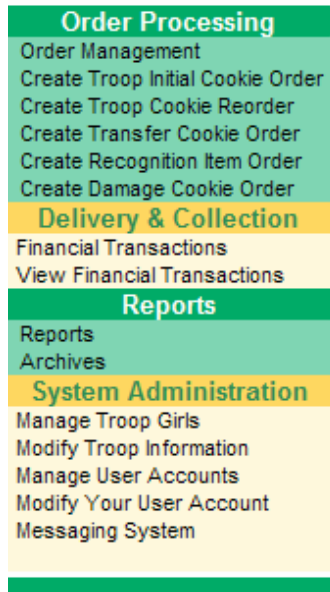 Order Processing
Order Management
Create Troop Initial Cookie Order
Create Troop Cookie Reorder
Create Transfer Cookie Order
Create Recognition Item Order
Create Damage Cookie Order
Delivery & Collection
Financial Transactions
View Financial Transactions
Reports
Reports
Archives
System Administration
Manage Troop Girls
Modify Troop Information
Manage User Accounts
Modify Your User Account
Messaging System